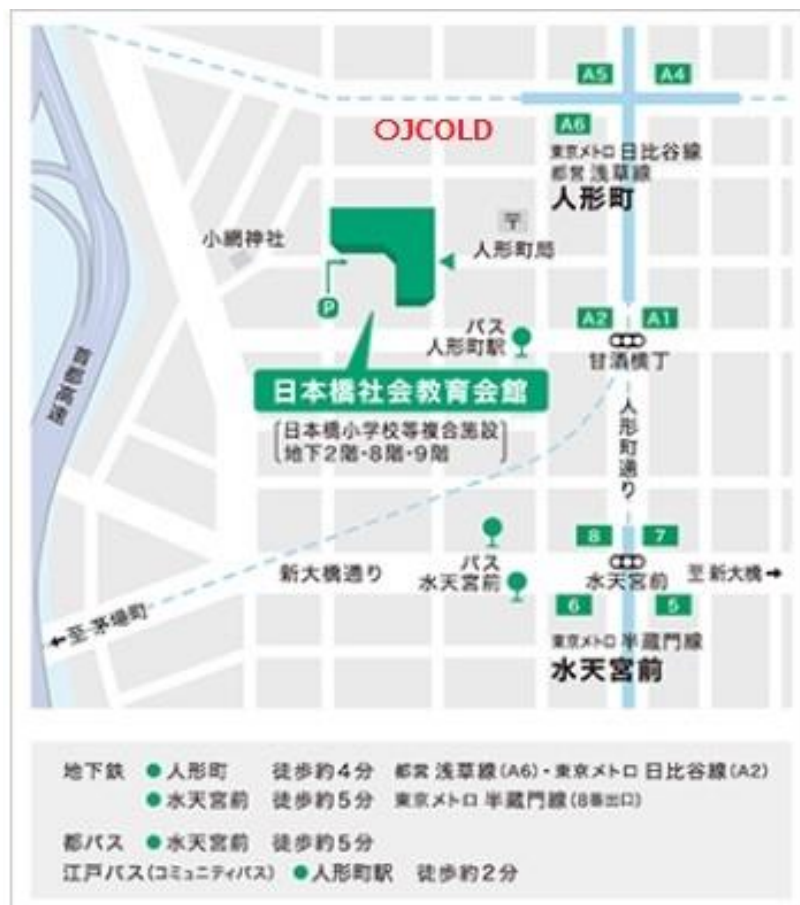 A5
A4
OJCOLD
A6
東京メトロ 日比谷線
都営 浅草線
人形町
〒
人形町局
小網神社
P
A2
A1
バス
人形町駅
甘酒横丁
首都高速
日本橋社会教育会館
日本橋小学校等複合施設
地下2階・8階・9階
人形町通り
8
7
バス
水天宮前
新大橋通り
水天宮前
至 新大橋→
←至 茅場町
6
5
東京メトロ 半蔵門線
水天宮前
地下鉄 ●人形町 徒歩約4分 都営 浅草線(A6)・東京メトロ 日比谷線(A2)
●水天宮前 徒歩約5分 東京メトロ 半蔵門線(8番出口)
都バス ●水天宮前 徒歩約5分
江戸バス(コミュニティバス) ●人形町駅 徒歩約2分